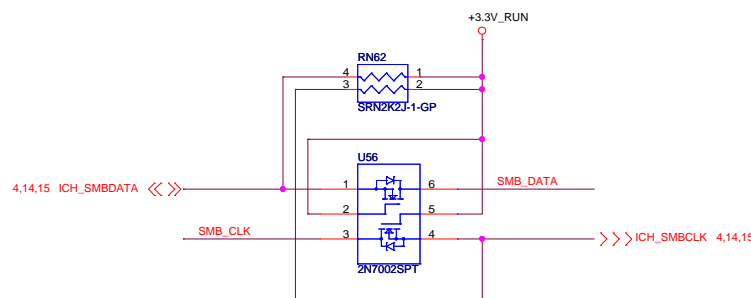 +3.3V_RUN
RN62
4 1
3 2
SRN2K2J-1-GP
U56
4,14,15 ICH_SMBDATA 1 6 SMB_DATA
2 5
SMB_CLK 3 4 ICH_SMBCLK 4,14,15
2N7002SPT